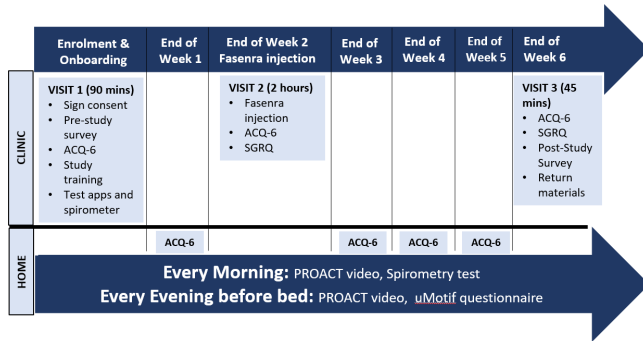 Enrolment &
Onboarding
End of
Week 1
End of Week 2
Fasenra injection
End of
Week 3
End of
Week 4
End of
Week 5
End of
Week 6
CLINIC
VISIT 1 (90 mins)
• Sign consent
• Pre-study
survey
• ACQ-6
• Study
training
• Test apps and
spirometer
VISIT 2 (2 hours)
• Fasenra
injection
• ACQ-6
• SGRQ
VISIT 3 (45
mins)
• ACQ-6
• SGRQ
• Post-Study
Survey
• Return
materials
HOME
ACQ-6
ACQ-6
ACQ-6
ACQ-6
Every Morning: PROACT video, Spirometry test
Every Evening before bed: PROACT video, uMotif questionnaire